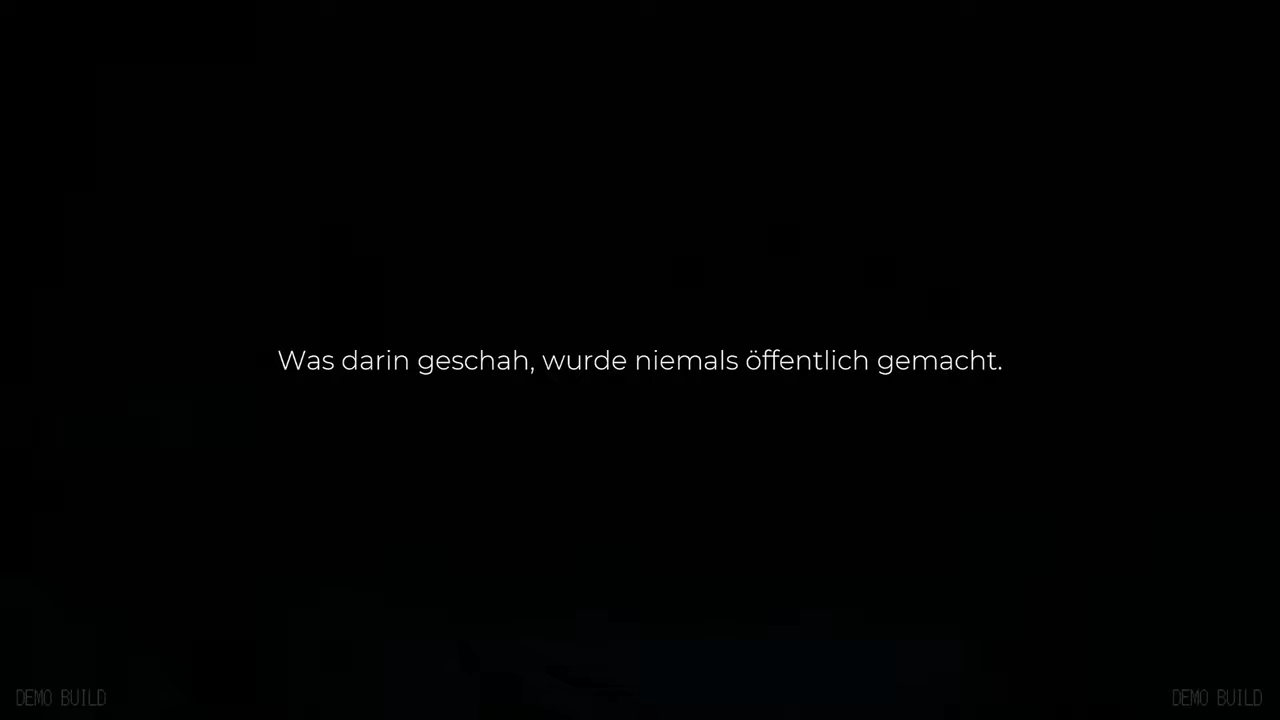 Was darin geschah, wurde niemals öffentlich gemacht.
DEMO BUILD
DEMO BUILD